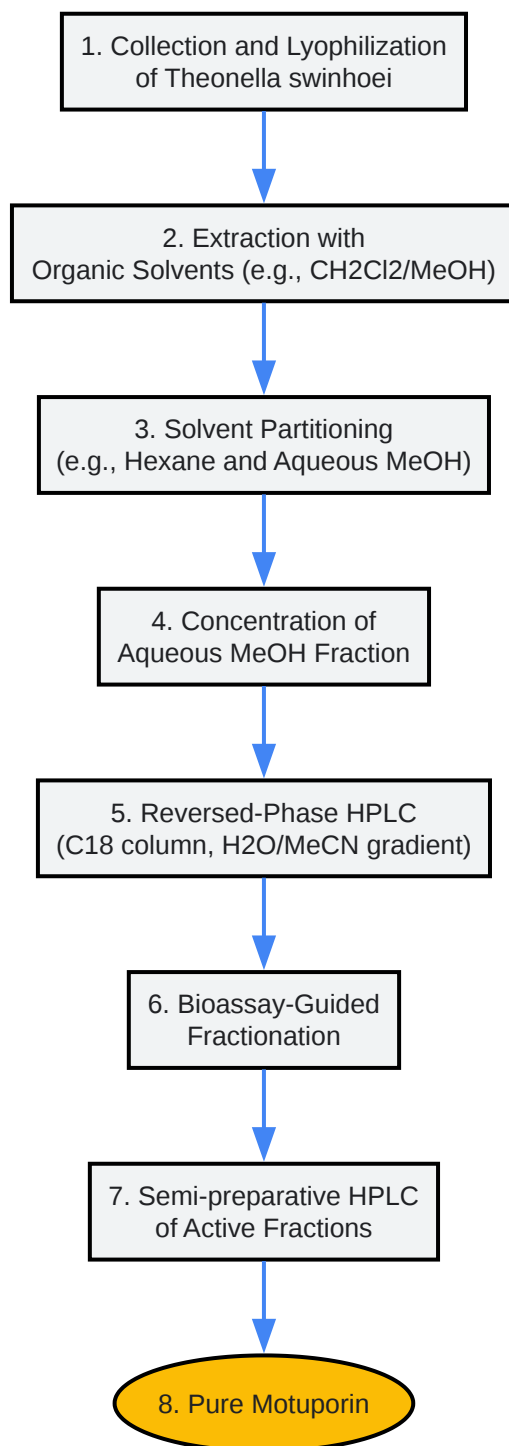 1. Collection and Lyophilization
of Theonella swinhoei
2. Extraction with
Organic Solvents (e.g., CH2Cl2/MeOH)
3. Solvent Partitioning
(e.g., Hexane and Aqueous MeOH)
4. Concentration of
Aqueous MeOH Fraction
5. Reversed-Phase HPLC
(C18 column, H2O/MeCN gradient)
6. Bioassay-Guided
Fractionation
7. Semi-preparative HPLC
of Active Fractions
8. Pure Motuporin